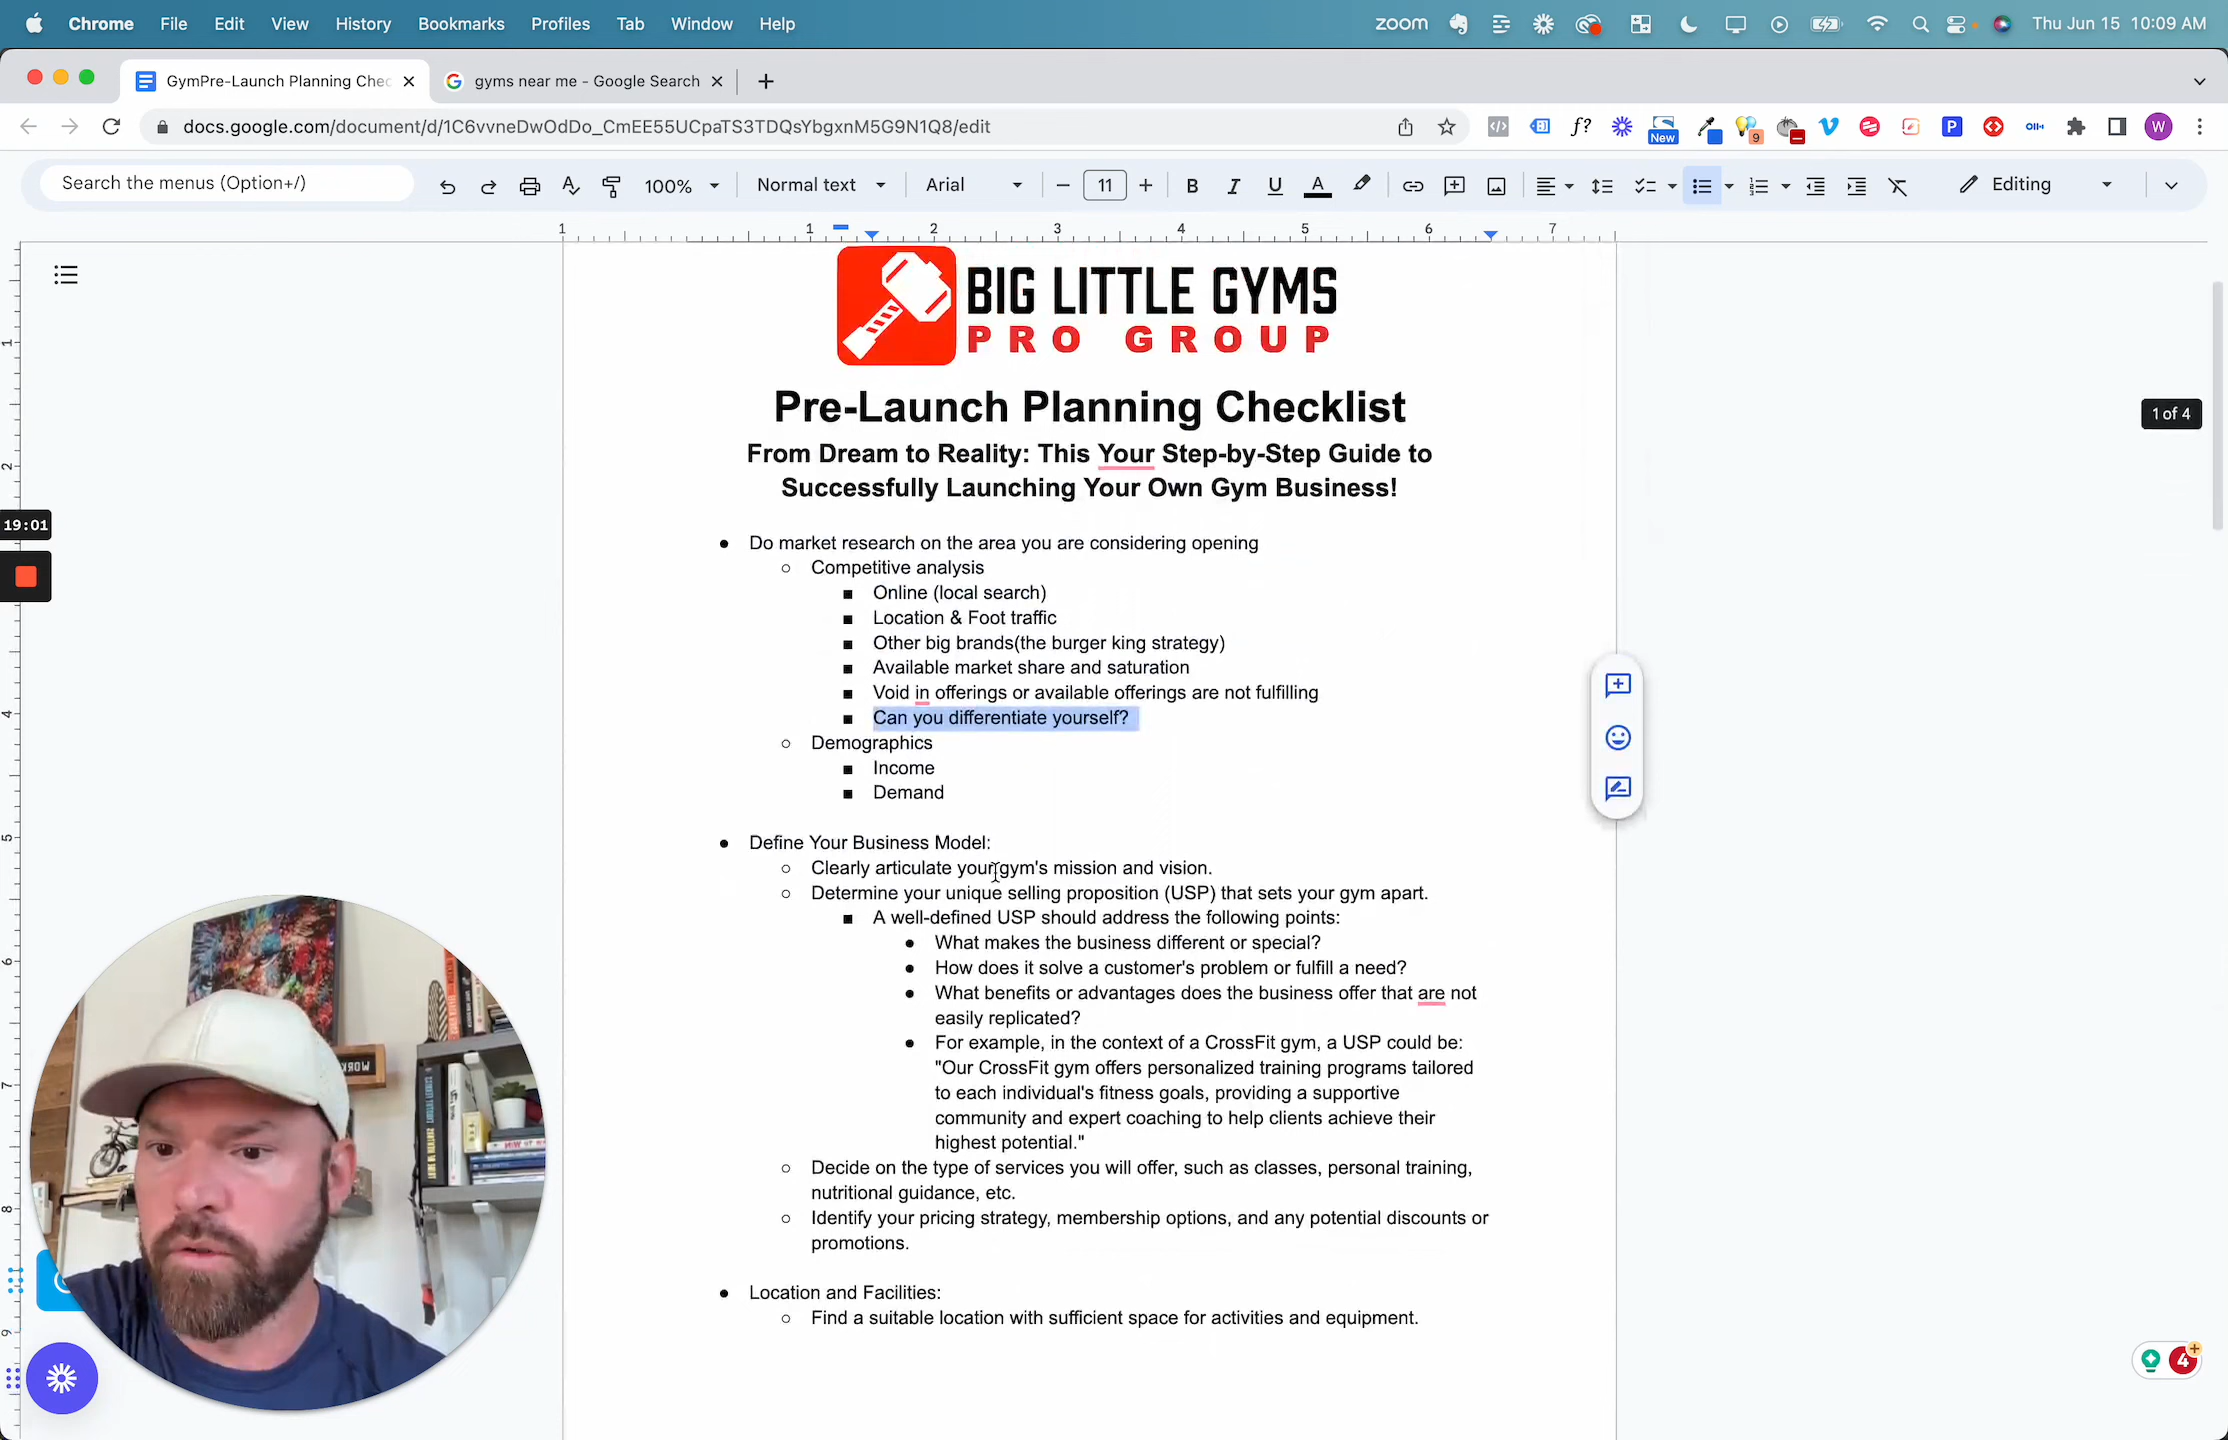 Chrome File Edit View History Bookmarks Profiles Tab Window Help zoom Thu Jun 15 10:09 AM
GymPre-Launch Planning Chec gyms near me - Google Search
docs.google.com/document/d/1C6vvneDwOdDo_CmEE55UCpaTS3TDQsYbgxnM5G9N1Q8/edit f? New 9 P W
Search the menus (Option+/) 100% Normal text Arial 11 B I U A Editing
1 1 2 3 4 5 6 7
BIG LITTLE GYMS
PRO GROUP
Pre-Launch Planning Checklist
1 of 4
From Dream to Reality: This Your Step-by-Step Guide to
Successfully Launching Your Own Gym Business!
19:01
● Do market research on the area you are considering opening
○ Competitive analysis
■ Online (local search)
■ Location & Foot traffic
■ Other big brands(the burger king strategy)
■ Available market share and saturation
■ Void in offerings or available offerings are not fulfilling
■ Can you differentiate yourself?
○ Demographics
■ Income
■ Demand
● Define Your Business Model:
○ Clearly articulate your gym's mission and vision.
○ Determine your unique selling proposition (USP) that sets your gym apart.
■ A well-defined USP should address the following points:
● What makes the business different or special?
● How does it solve a customer's problem or fulfill a need?
● What benefits or advantages does the business offer that are not
easily replicated?
● For example, in the context of a CrossFit gym, a USP could be:
"Our CrossFit gym offers personalized training programs tailored
to each individual's fitness goals, providing a supportive
community and expert coaching to help clients achieve their
highest potential."
○ Decide on the type of services you will offer, such as classes, personal training,
nutritional guidance, etc.
○ Identify your pricing strategy, membership options, and any potential discounts or
promotions.
● Location and Facilities:
○ Find a suitable location with sufficient space for activities and equipment.
4